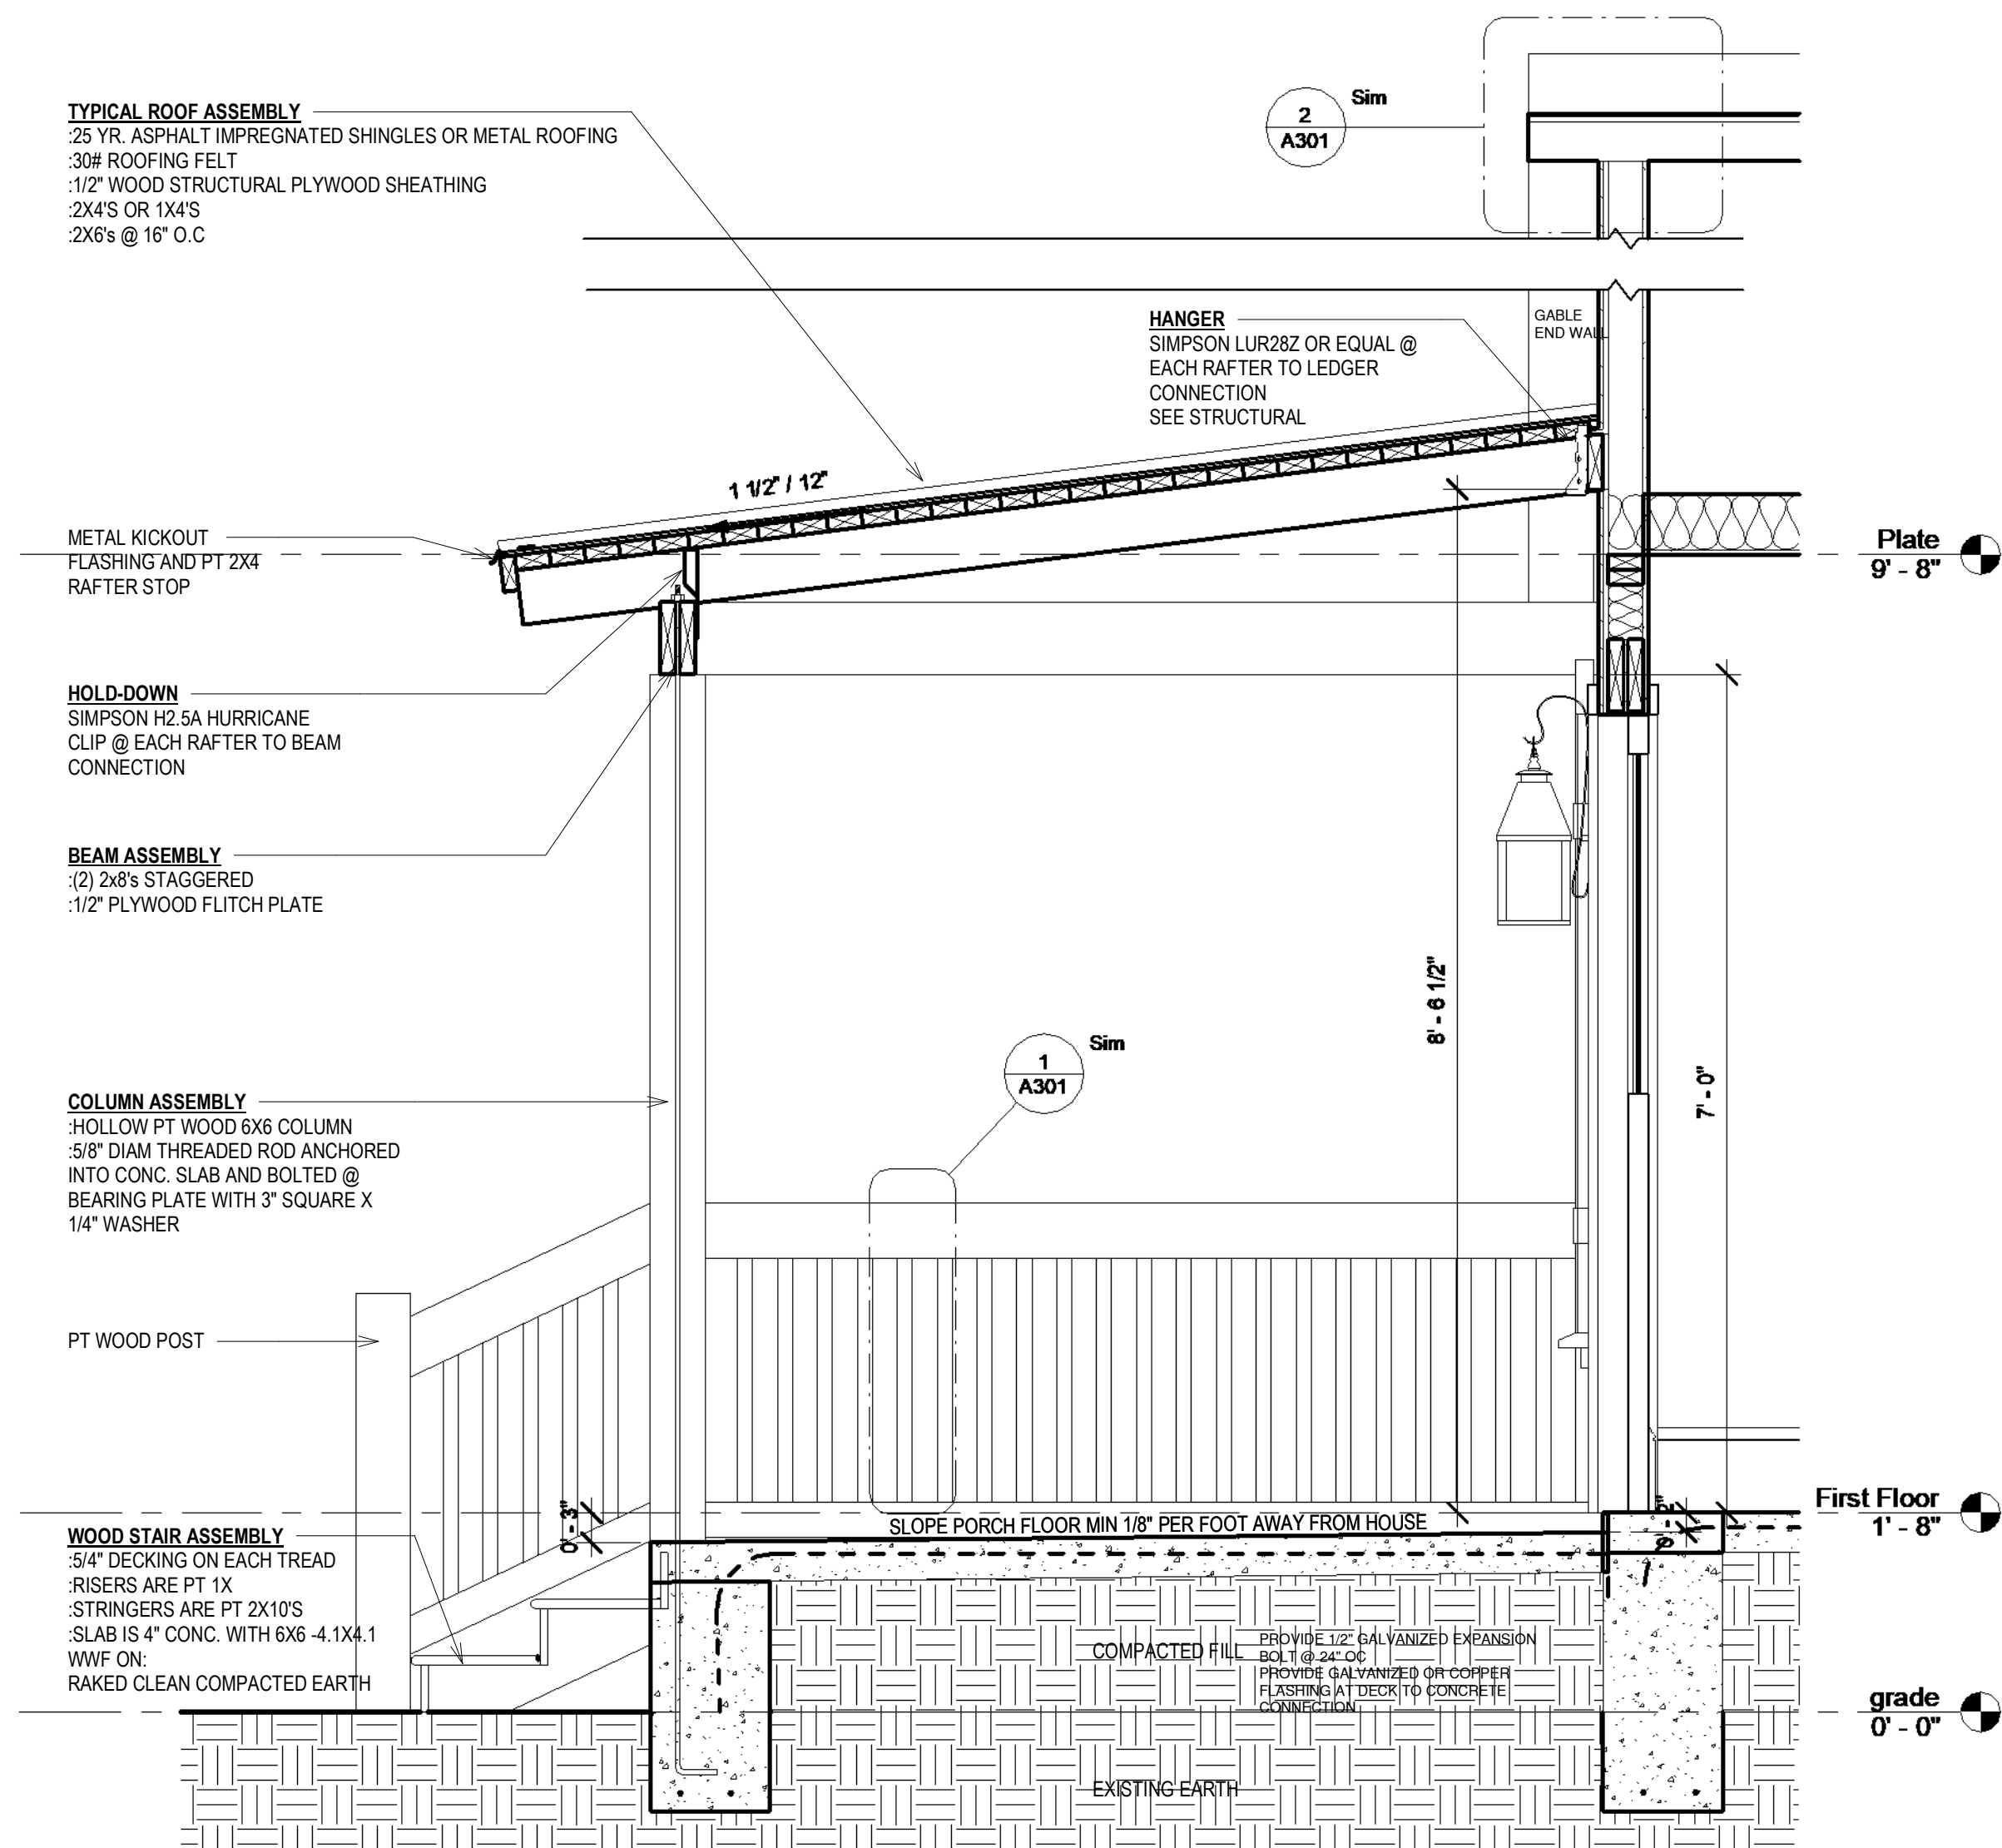 TYPICAL ROOF ASSEMBLY
:25 YR. ASPHALT IMPREGNATED SHINGLES OR METAL ROOFING
:30# ROOFING FELT
:1/2" WOOD STRUCTURAL PLYWOOD SHEATHING
:2X4'S OR 1X4'S
:2X6's @ 16" O.C
2
A301
Sim
GABLE
END WALL
HANGER
SIMPSON LUR28Z OR EQUAL @
EACH RAFTER TO LEDGER
CONNECTION
SEE STRUCTURAL
1 1/2" / 12"
METAL KICKOUT
FLASHING AND PT 2X4
RAFTER STOP
Plate
9' - 8"
HOLD-DOWN
SIMPSON H2.5A HURRICANE
CLIP @ EACH RAFTER TO BEAM
CONNECTION
BEAM ASSEMBLY
:(2) 2x8's STAGGERED
:1/2" PLYWOOD FLITCH PLATE
8' - 6 1/2"
7' - 0"
1
A301
Sim
COLUMN ASSEMBLY
:HOLLOW PT WOOD 6X6 COLUMN
:5/8" DIAM THREADED ROD ANCHORED
INTO CONC. SLAB AND BOLTED @
BEARING PLATE WITH 3" SQUARE X
1/4" WASHER
PT WOOD POST
First Floor
1' - 8"
0' - 3"
0' - 2"
SLOPE PORCH FLOOR MIN 1/8" PER FOOT AWAY FROM HOUSE
WOOD STAIR ASSEMBLY
:5/4" DECKING ON EACH TREAD
:RISERS ARE PT 1X
:STRINGERS ARE PT 2X10'S
:SLAB IS 4" CONC. WITH 6X6 -4.1X4.1
WWF ON:
RAKED CLEAN COMPACTED EARTH
COMPACTED FILL
PROVIDE 1/2" GALVANIZED EXPANSION
BOLT @ 24" OC
PROVIDE GALVANIZED OR COPPER
FLASHING AT DECK TO CONCRETE
CONNECTION
grade
0' - 0"
EXISTING EARTH